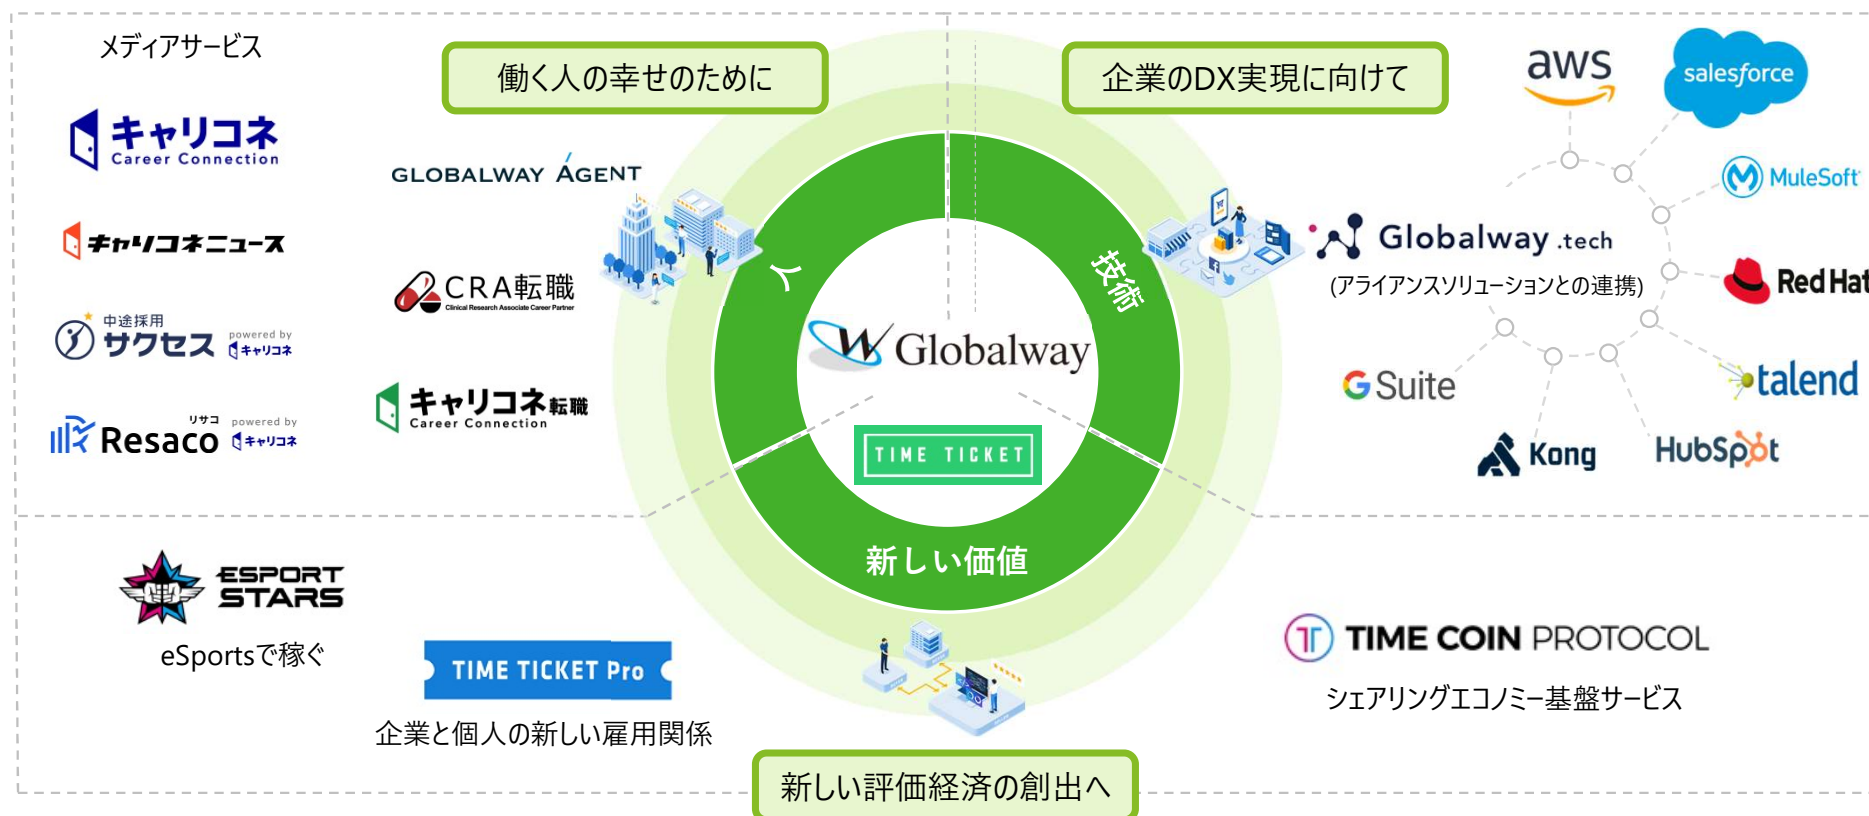 メディアサービス
キャリコネ
Career Connection
キャリコネニュース
中途採用
サクセス
powered by
キャリコネ
リサコ
Resaco
powered by
キャリコネ
働く人の幸せのために
GLOBALWAY AGENT
CRA転職
Clinical Research Associate Career Partner
キャリコネ転職
Career Connection
人
技術
新しい価値
Globalway
TIME TICKET
企業のDX実現に向けて
aws
salesforce
MuleSoft
Globalway .tech
(アライアンスソリューションとの連携)
Red Hat
G Suite
talend
Kong
HubSpot
ESPORT
STARS
eSportsで稼ぐ
TIME TICKET Pro
企業と個人の新しい雇用関係
TIME COIN PROTOCOL
シェアリングエコノミー基盤サービス
新しい評価経済の創出へ